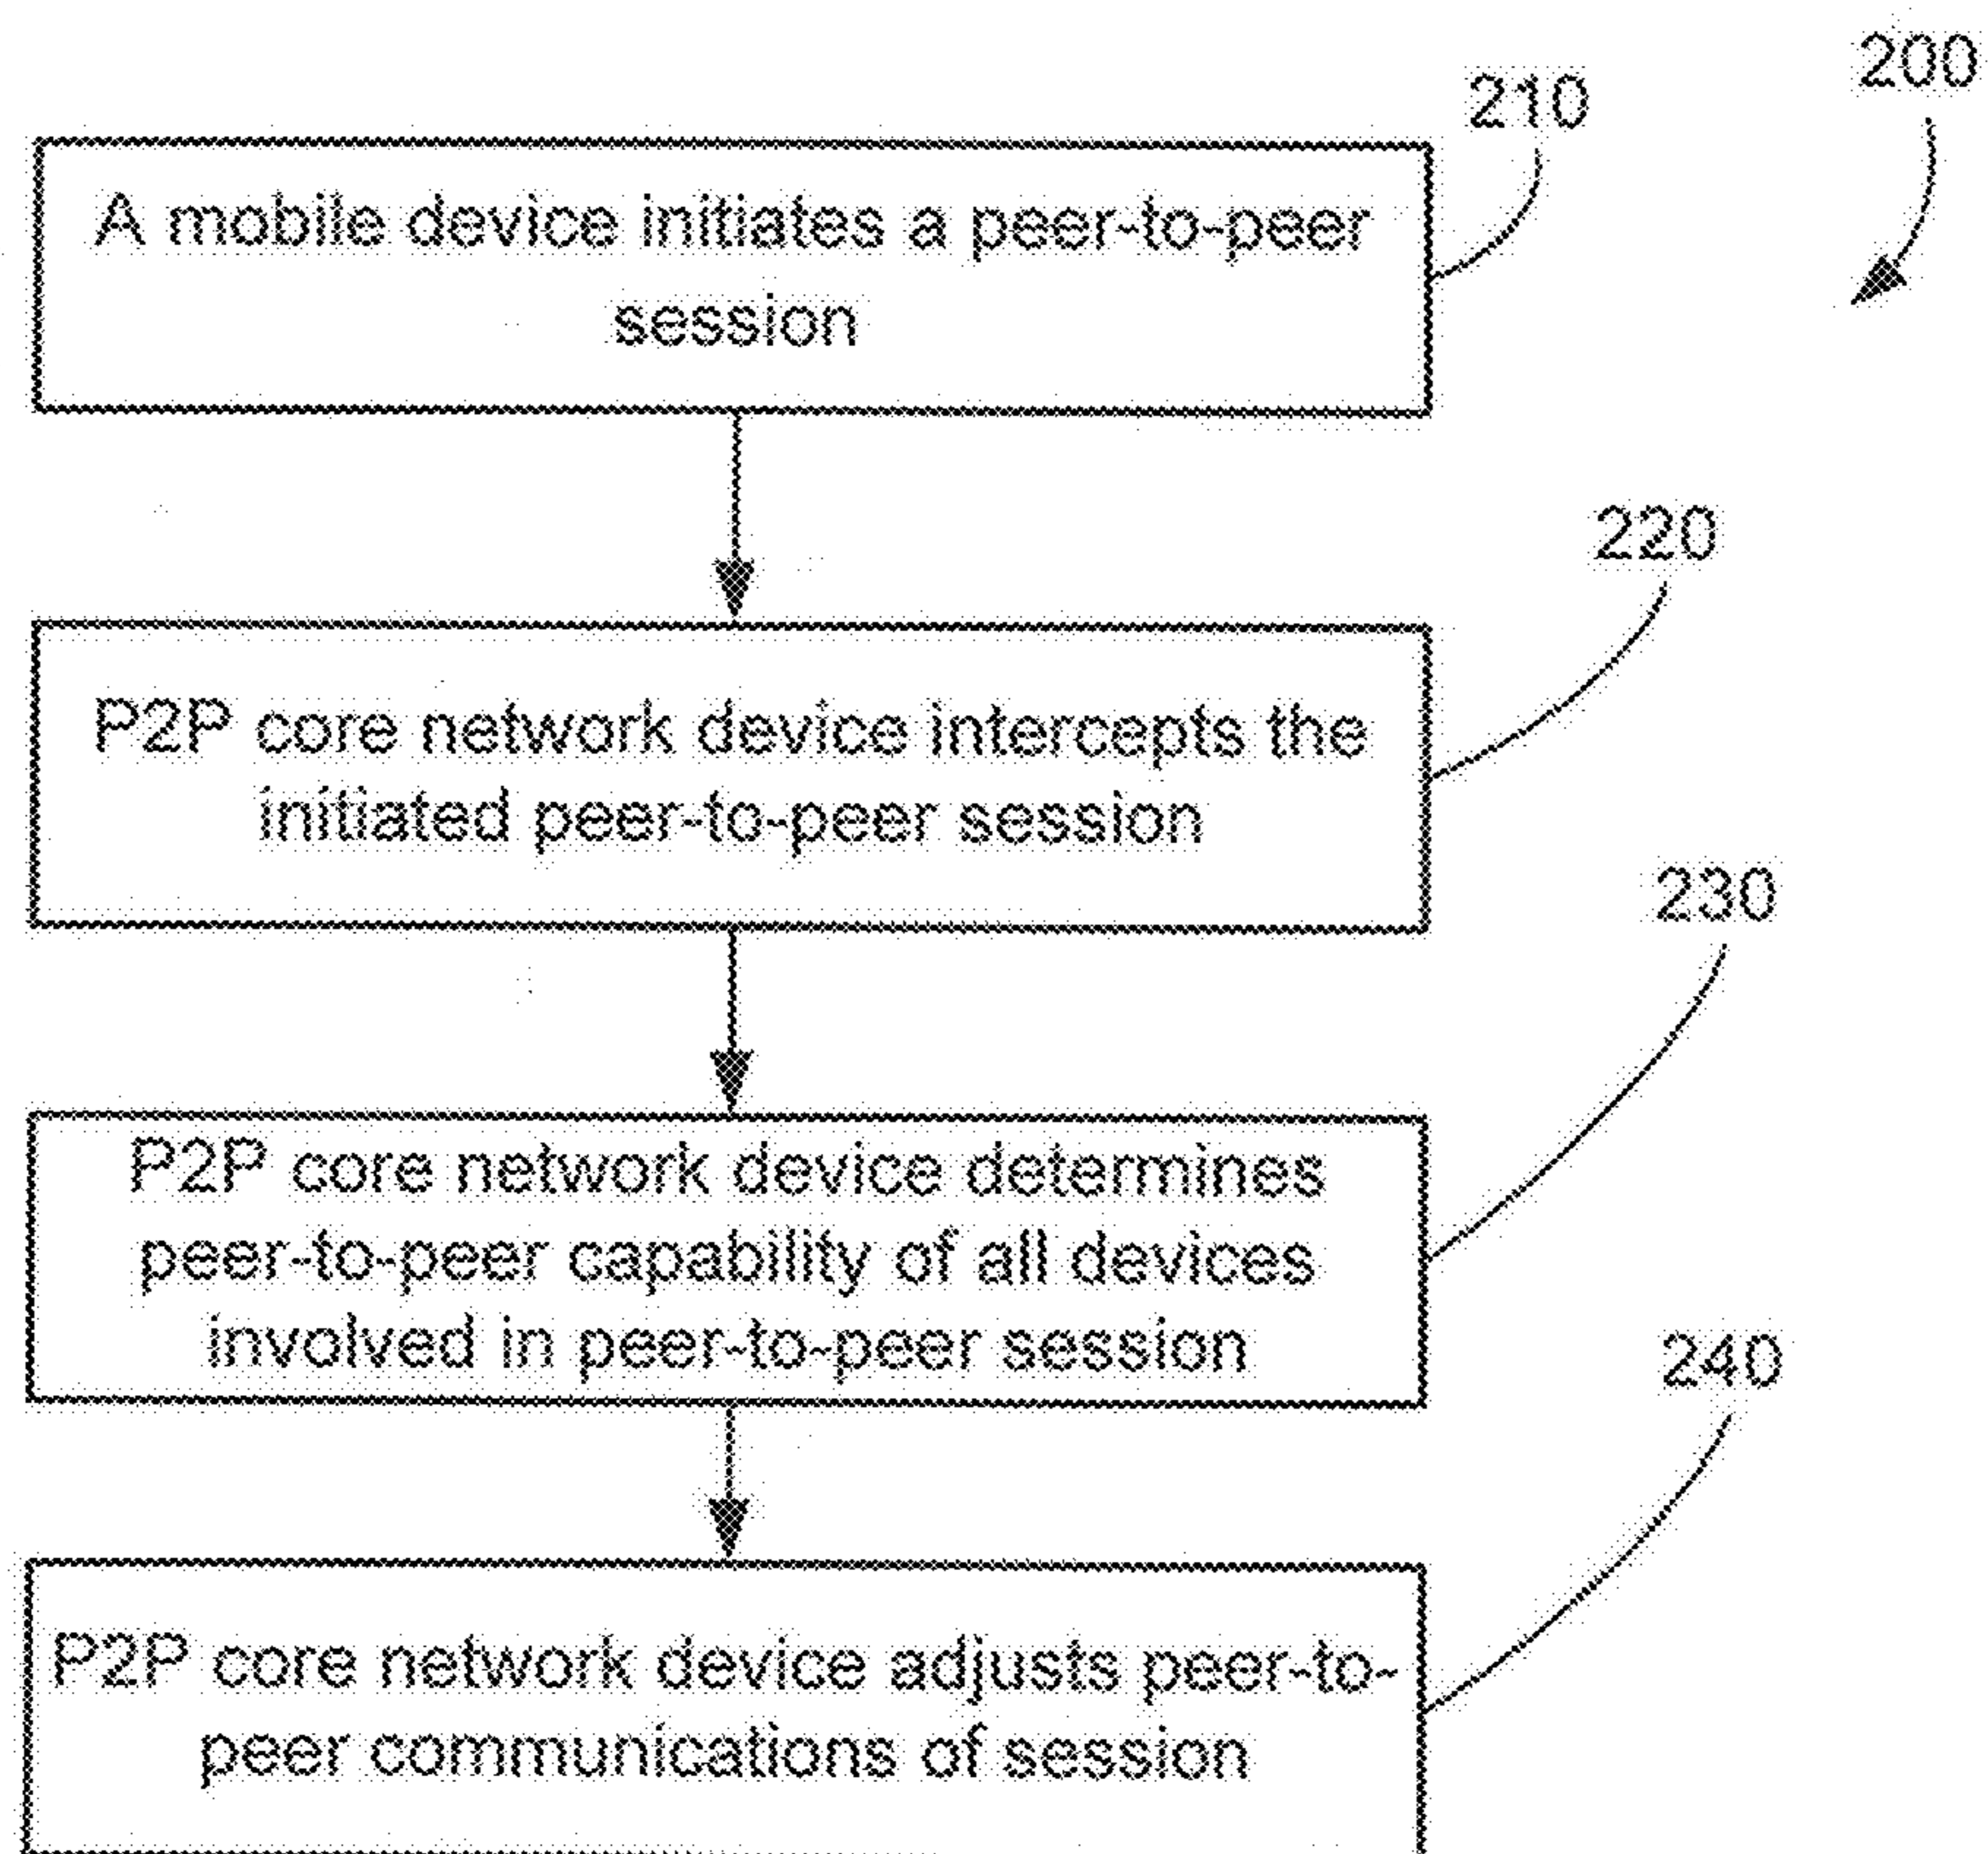 200
210
A mobile device initiates a peer-to-peer
session
220
P2P core network device intercepts the
initiated peer-to-peer session
230
P2P core network device determines
peer-to-peer capability of all devices
involved in peer-to-peer session
240
P2P core network device adjusts peer-to-
peer communications of session